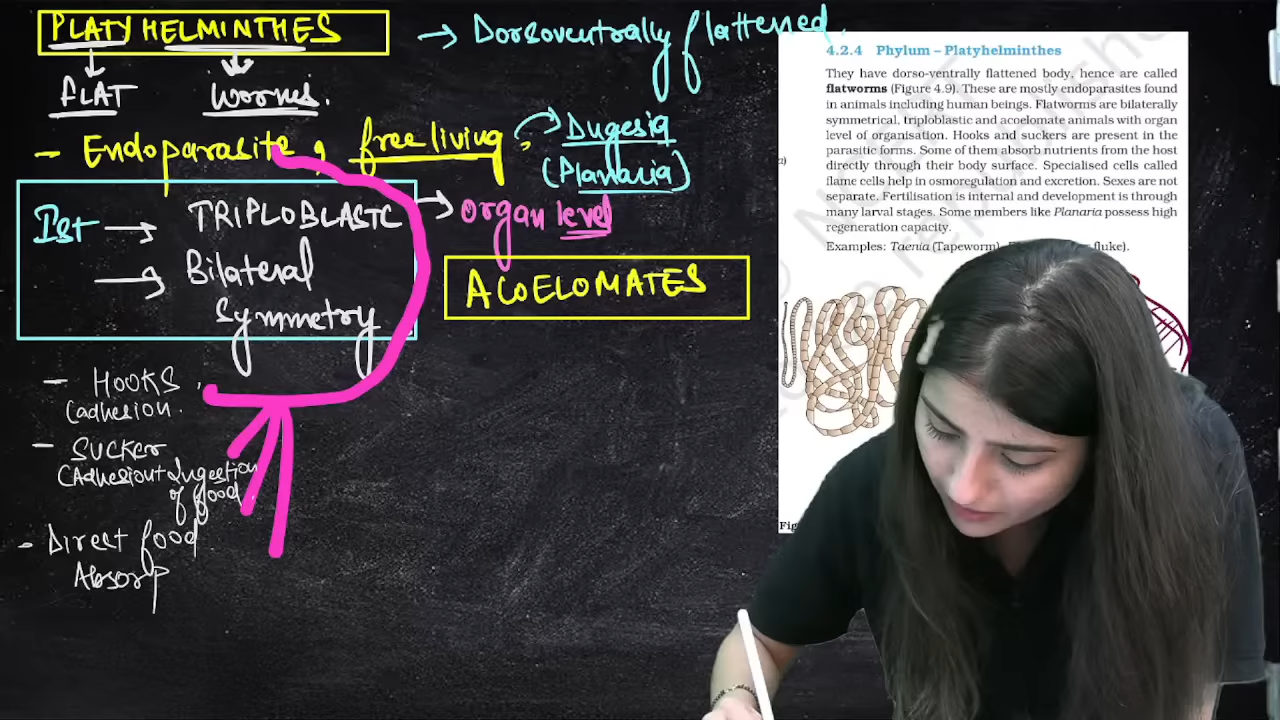 PLATYHELMINTHES → Dorsoventrally flattened.
FLAT Worms.
- Endoparasite, free living, Dugesia
(Planaria)
Ist → TRIPLOBLASTC → Organ level
→ Bilateral
Symmetry
ACOELOMATES
- HOOKS
(adhesion.
- SUCKER
(Adhesion+Ingestion
of food
- Direct food
Absorp
4.2.4 Phylum – Platyhelminthes
They have dorso-ventrally flattened body, hence are called
flatworms (Figure 4.9). These are mostly endoparasites found
in animals including human beings. Flatworms are bilaterally
symmetrical, triploblastic and acoelomate animals with organ
level of organisation. Hooks and suckers are present in the
parasitic forms. Some of them absorb nutrients from the host
directly through their body surface. Specialised cells called
flame cells help in osmoregulation and excretion. Sexes are not
separate. Fertilisation is internal and development is through
many larval stages. Some members like Planaria possess high
regeneration capacity.
Examples: Taenia (Tapeworm), fluke).
a)
Fig